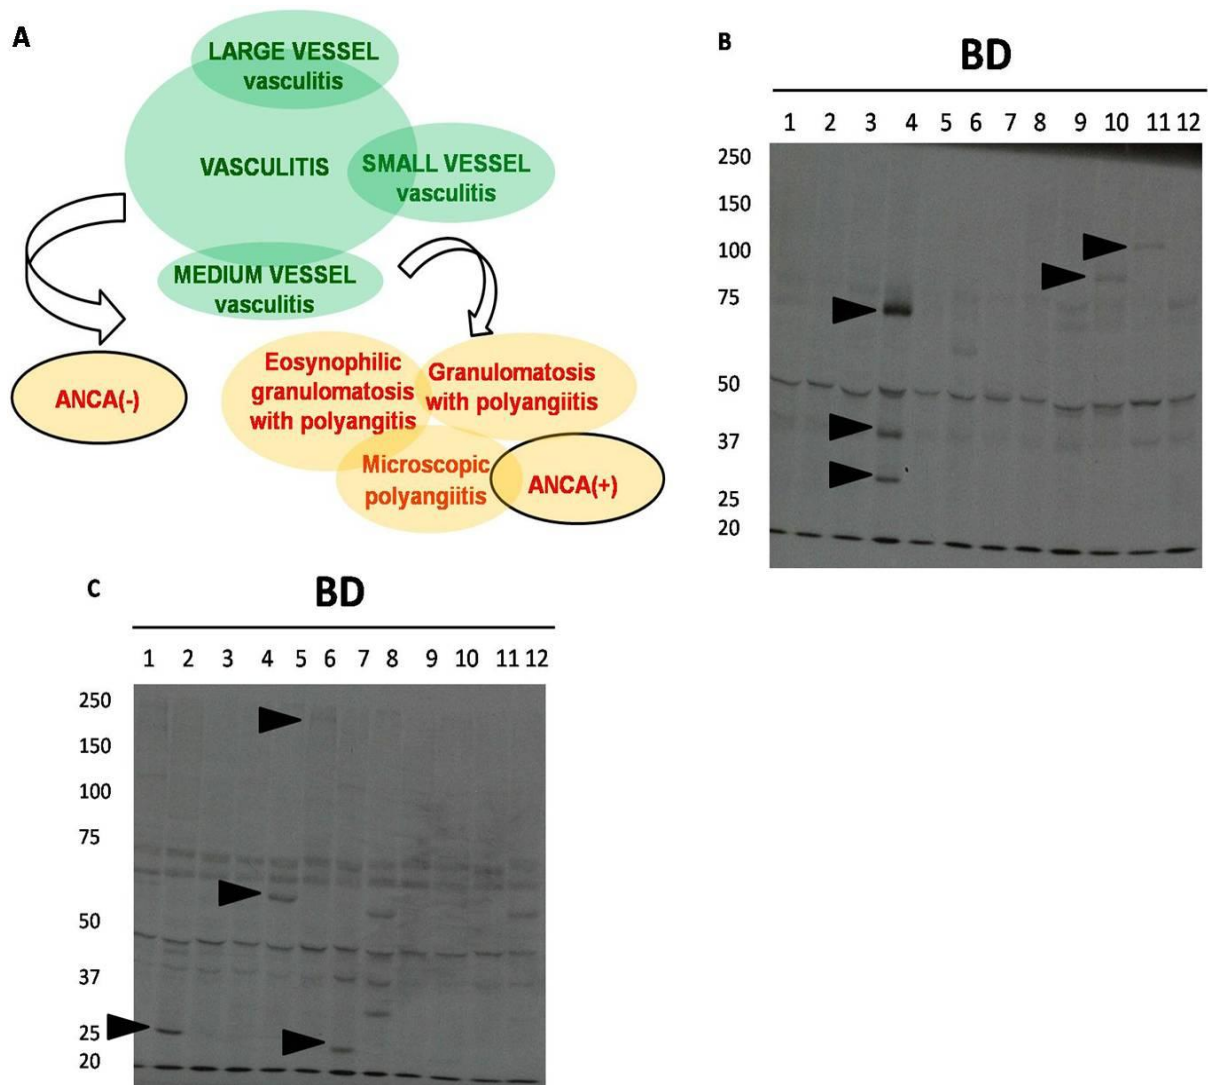 A
LARGE VESSEL
vasculitis
VASCULITIS
SMALL VESSEL
vasculitis
MEDIUM VESSEL
vasculitis
ANCA(-)
Eosynophilic
granulomatosis
with polyangitis
Granulomatosis
with polyangiitis
Microscopic
polyangiitis
ANCA(+)
B
BD
1 2 3 4 5 6 7 8 9 10 11 12
250
150
100
75
50
37
25
20
C
BD
1 2 3 4 5 6 7 8 9 10 11 12
250
150
100
75
50
37
25
20